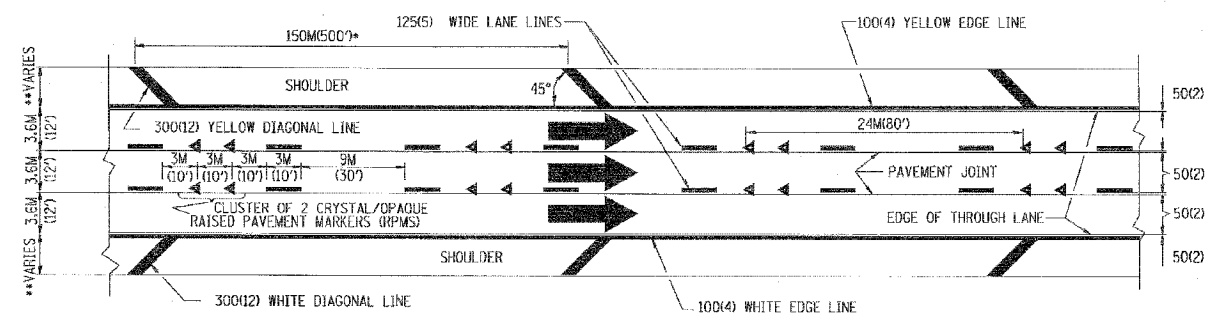 125(5) WIDE LANE LINES
100(4) YELLOW EDGE LINE
150M(500')*
**VARIES
SHOULDER
45°
50(2)
300(12) YELLOW DIAGONAL LINE
24M(80')
3.6M
(12')
3M
(10')
3M
(10')
3M
(10')
3M
(10')
9M
(30')
50(2)
3.6M
(12')
PAVEMENT JOINT
CLUSTER OF 2 CRYSTAL/OPAQUE
RAISED PAVEMENT MARKERS (RPMS)
50(2)
3.6M
(12')
EDGE OF THROUGH LANE
**VARIES
SHOULDER
50(2)
300(12) WHITE DIAGONAL LINE
100(4) WHITE EDGE LINE